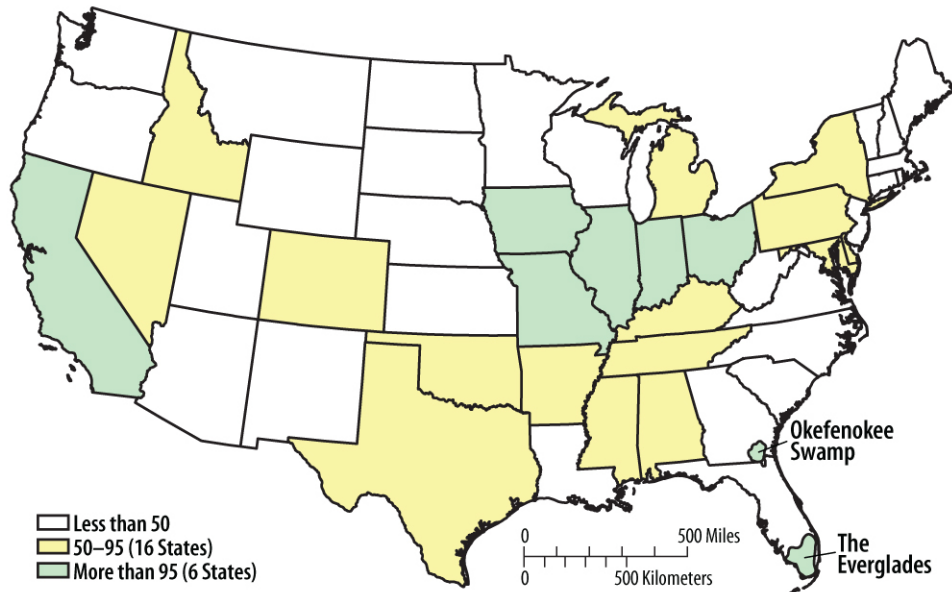 Okefenokee
Swamp
The
Everglades
Less than 50
50–95 (16 States)
More than 95 (6 States)
0 500 Miles
0 500 Kilometers